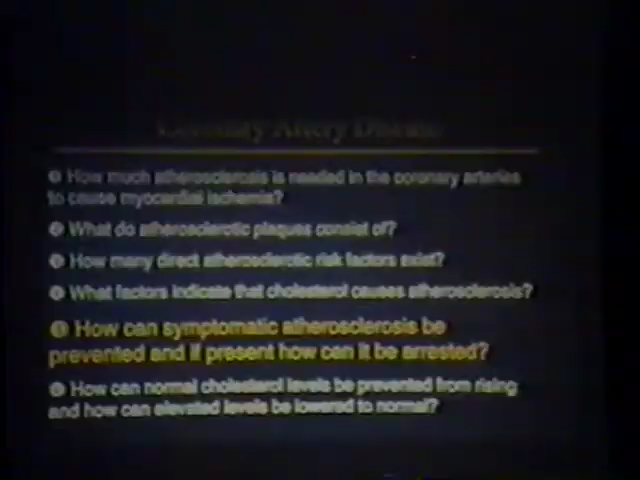 Coronary Artery Disease
How much atherosclerosis is needed in the coronary arteries
to cause myocardial ischemia?
What do atherosclerotic plaques consist of?
How many direct atherosclerotic risk factors exist?
What factors indicate that cholesterol causes atherosclerosis?
How can symptomatic atherosclerosis be
prevented and if present how can it be arrested?
How can normal cholesterol levels be prevented from rising
and how can elevated levels be lowered to normal?